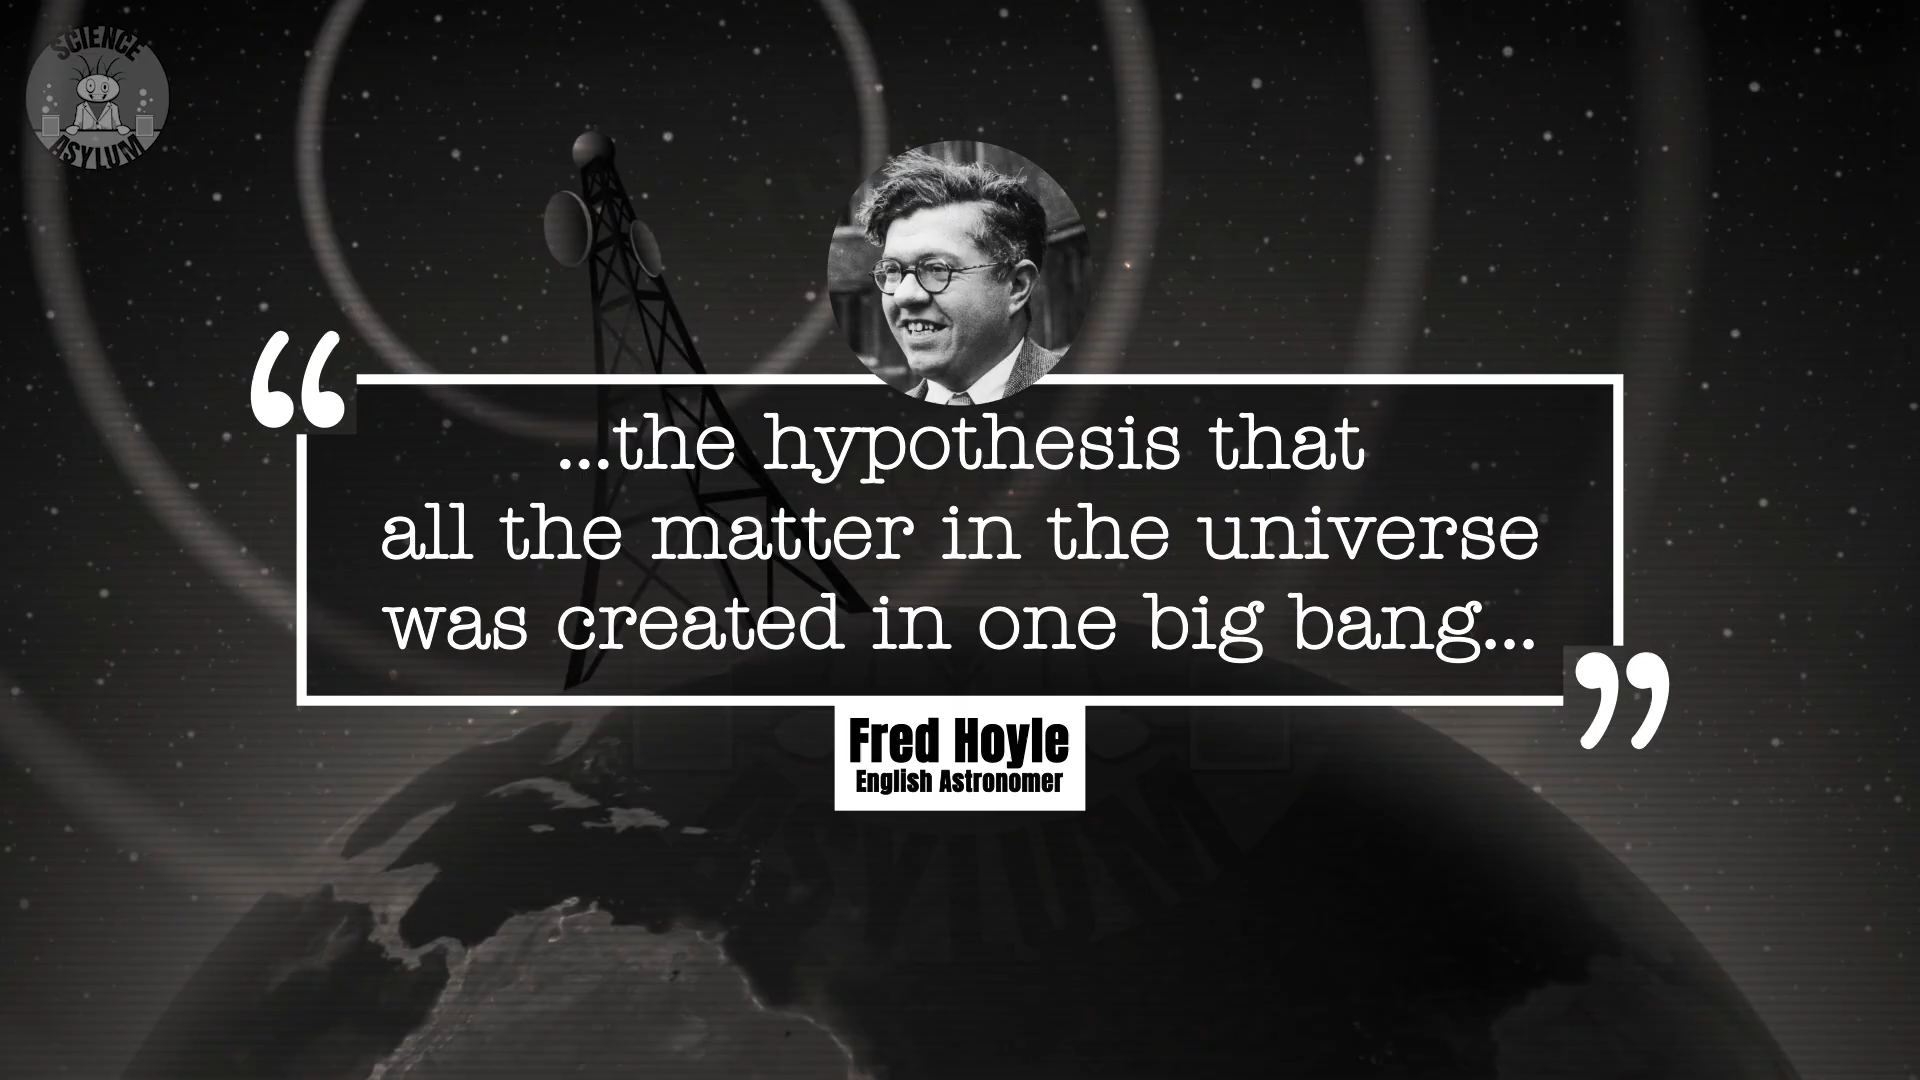 SCIENCE
ASYLUM
“
...the hypothesis that
all the matter in the universe
was created in one big bang...
”
Fred Hoyle
English Astronomer